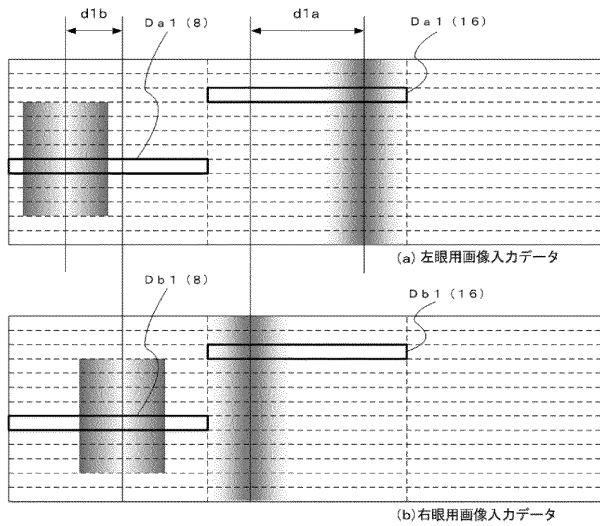 d1b
Da1(8)
d1a
Da1(16)
(a)左眼用画像入力データ
Db1(8)
Db1(16)
(b)右眼用画像入力データ